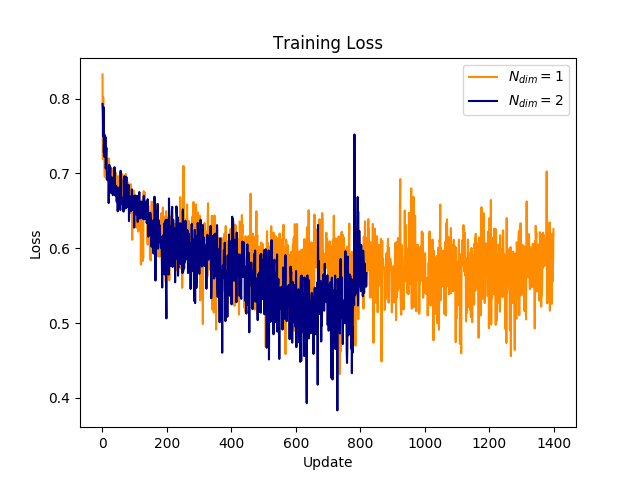 Training Loss
N_dim = 1
N_dim = 2
Loss
0.8
0.7
0.6
0.5
0.4
0 200 400 600 800 1000 1200 1400
Update